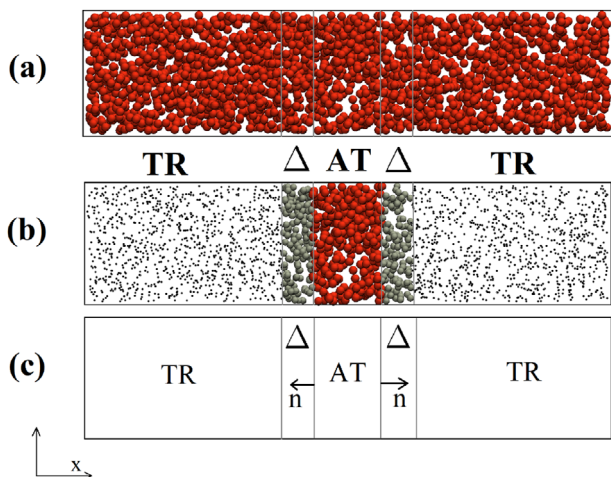 (a)
TR Δ AT Δ TR
(b)
(c)
Δ Δ
TR AT TR
n n
x